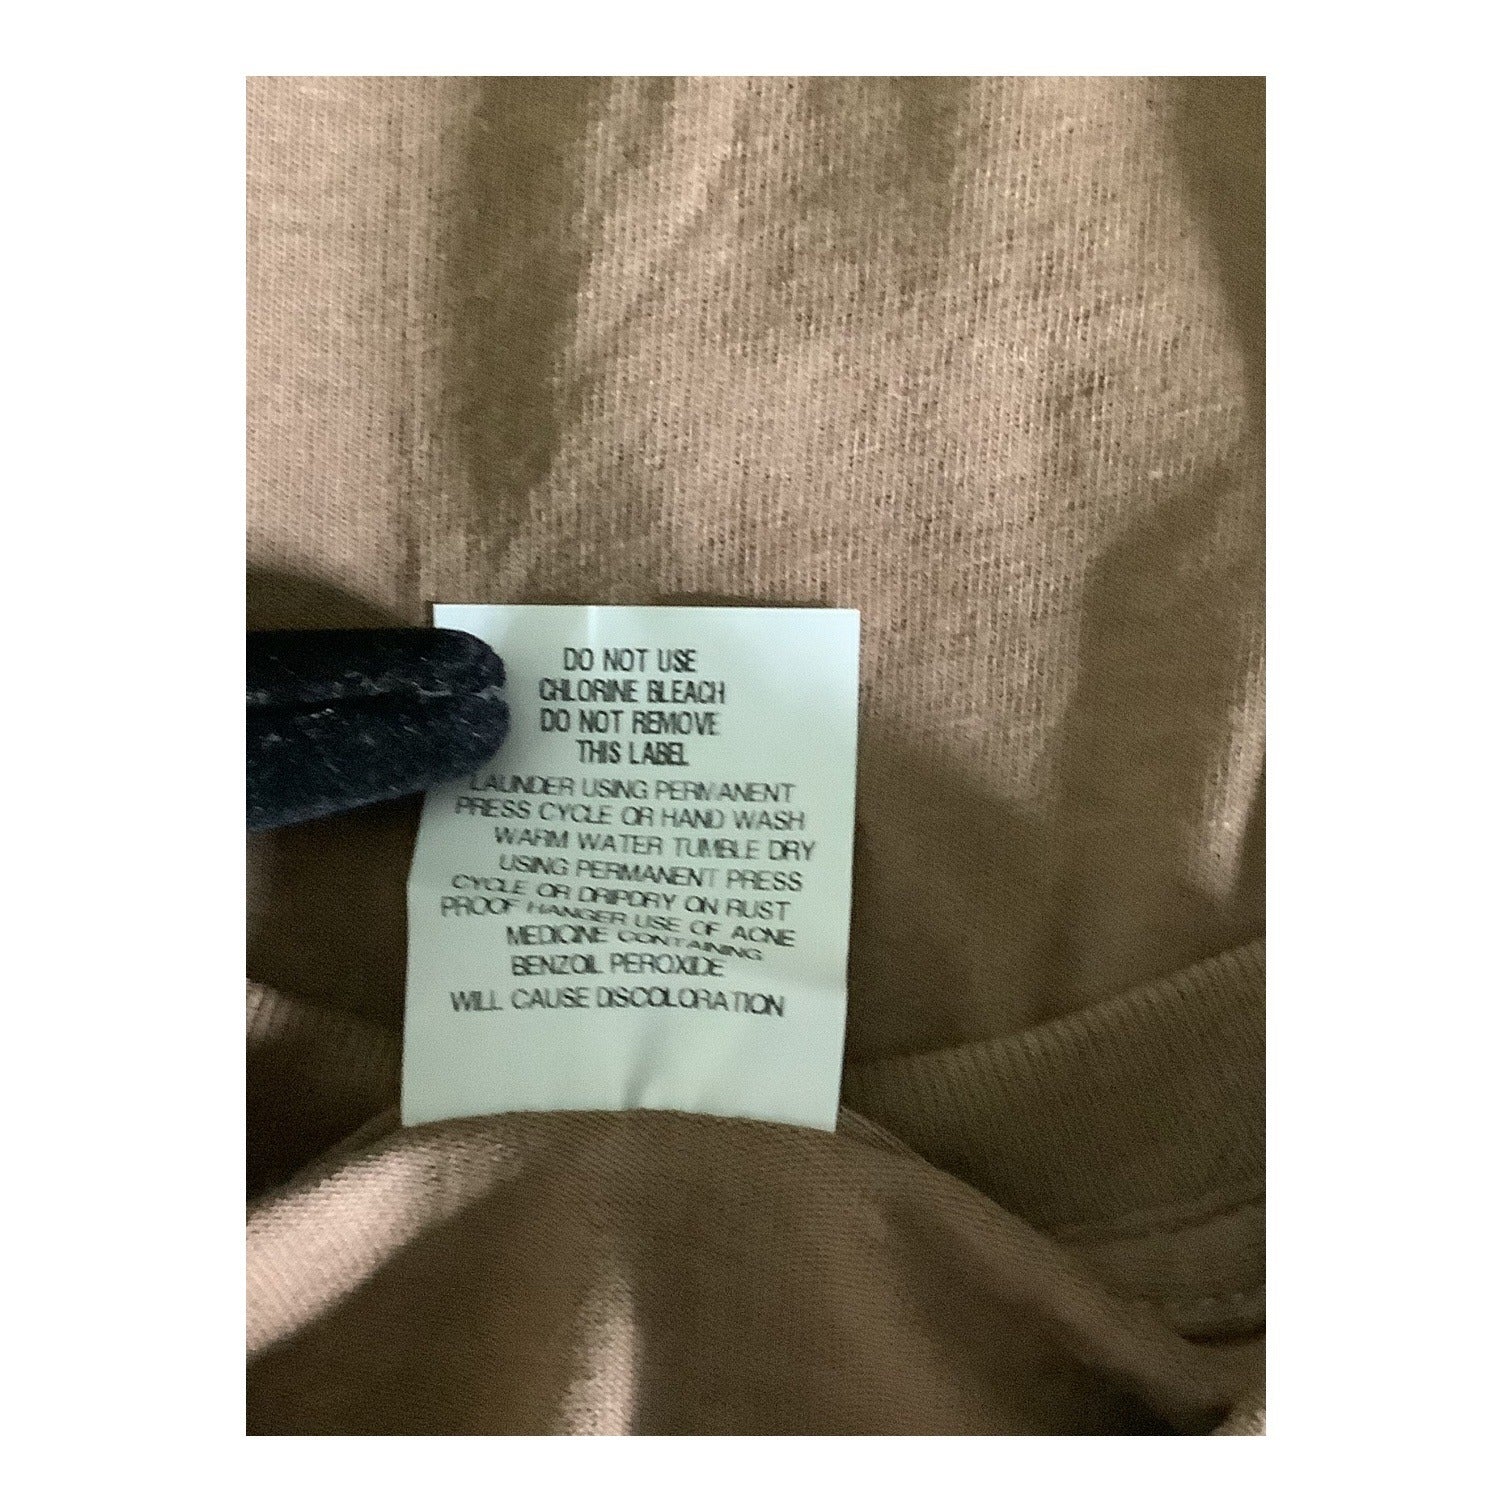 DO NOT USE
CHLORINE BLEACH
DO NOT REMOVE
THIS LABEL
LAUNDER USING PERMANENT
PRESS CYCLE OR HAND WASH
WARM WATER TUMBLE DRY
USING PERMANENT PRESS
CYCLE OR DRIPDRY ON RUST
PROOF HANGER USE OF ACNE
MEDICINE CONTAINING
BENZOIL PEROXIDE
WILL CAUSE DISCOLORATION